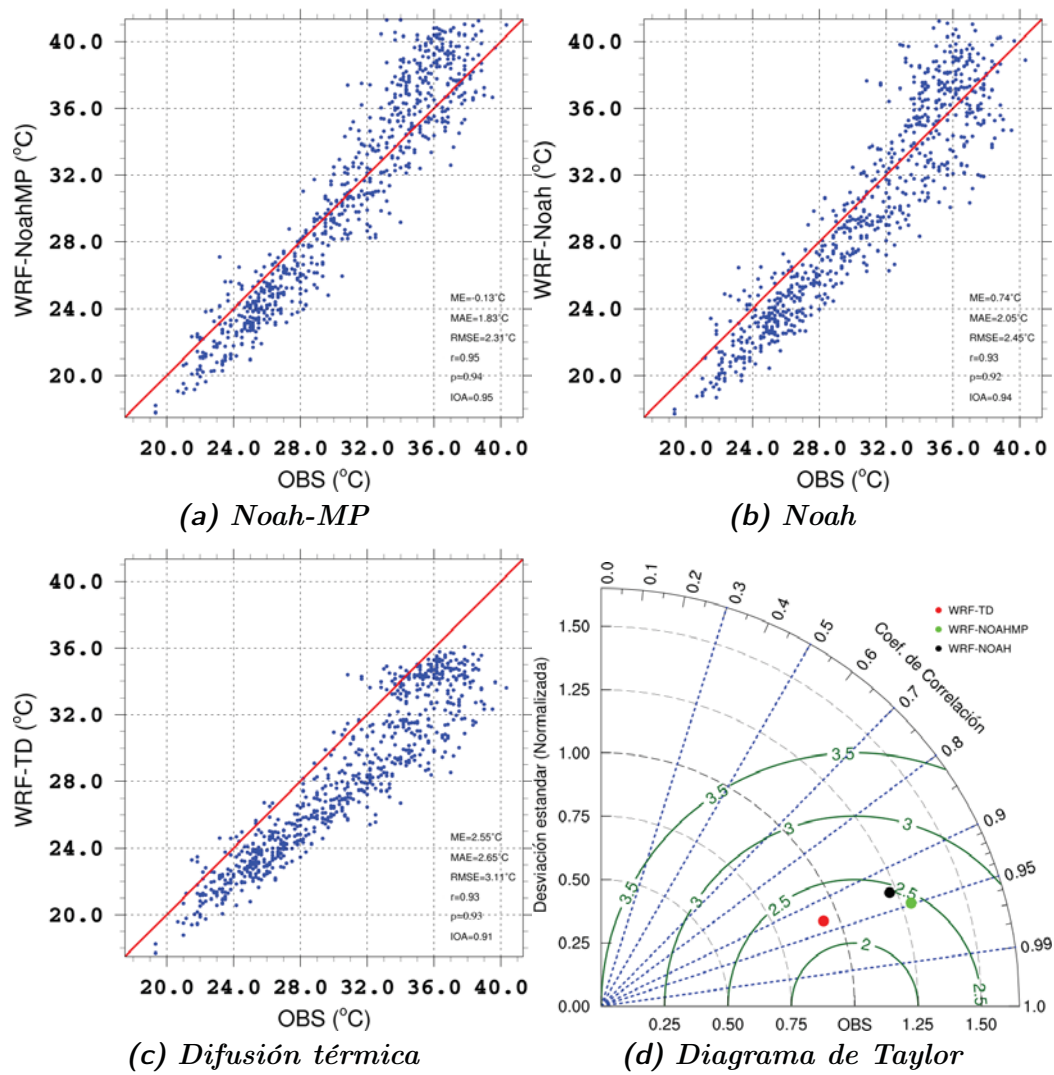 WRF-NoahMP (°C)
40.0
36.0
32.0
28.0
24.0
20.0
ME=-0.13°C
MAE=1.83°C
RMSE=2.31°C
r=0.95
ρ=0.94
IOA=0.95
20.0 24.0 28.0 32.0 36.0 40.0
OBS (°C)
(a) Noah-MP
WRF-Noah (°C)
40.0
36.0
32.0
28.0
24.0
20.0
ME=0.74°C
MAE=2.05°C
RMSE=2.45°C
r=0.93
ρ=0.92
IOA=0.94
20.0 24.0 28.0 32.0 36.0 40.0
OBS (°C)
(b) Noah
WRF-TD (°C)
40.0
36.0
32.0
28.0
24.0
20.0
ME=2.55°C
MAE=2.65°C
RMSE=3.11°C
r=0.93
ρ=0.93
IOA=0.91
20.0 24.0 28.0 32.0 36.0 40.0
OBS (°C)
(c) Difusión térmica
Desviación estandar (Normalizada)
1.50
1.25
1.00
0.75
0.50
0.25
0.00
0.0 0.1 0.2 0.3 0.4 0.5 0.6 0.7 0.8 0.9 0.95 0.99 1.0
Coef. de Correlación
WRF-TD
WRF-NOAHMP
WRF-NOAH
3.5
3.5
3.5
3
3
3
2.5
2.5
2.5
2
0.25 0.50 0.75 OBS 1.25 1.50
(d) Diagrama de Taylor